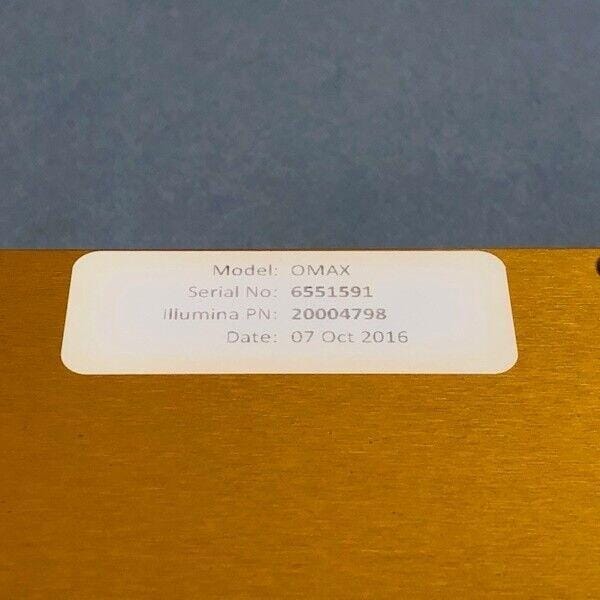 Model: OMAX
Serial No: 6551591
Illumina PN: 20004798
Date: 07 Oct 2016